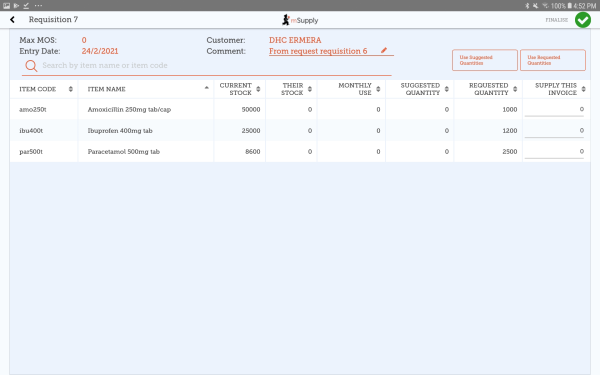 100% 4:52 PM
Requisition 7
mSupply
FINALISE
Max MOS: 0
Customer: DHC ERMERA
Entry Date: 24/2/2021
Comment: From request requisition 6
Use Suggested Quantities
Use Requested Quantities
Search by item name or item code
ITEM CODE ITEM NAME CURRENT STOCK THEIR STOCK MONTHLY USE SUGGESTED QUANTITY REQUESTED QUANTITY SUPPLY THIS INVOICE
amo250t Amoxicillin 250mg tab/cap 50000 0 0 0 1000 0
ibu400t Ibuprofen 400mg tab 25000 0 0 0 1200 0
par500t Paracetamol 500mg tab 8600 0 0 0 2500 0